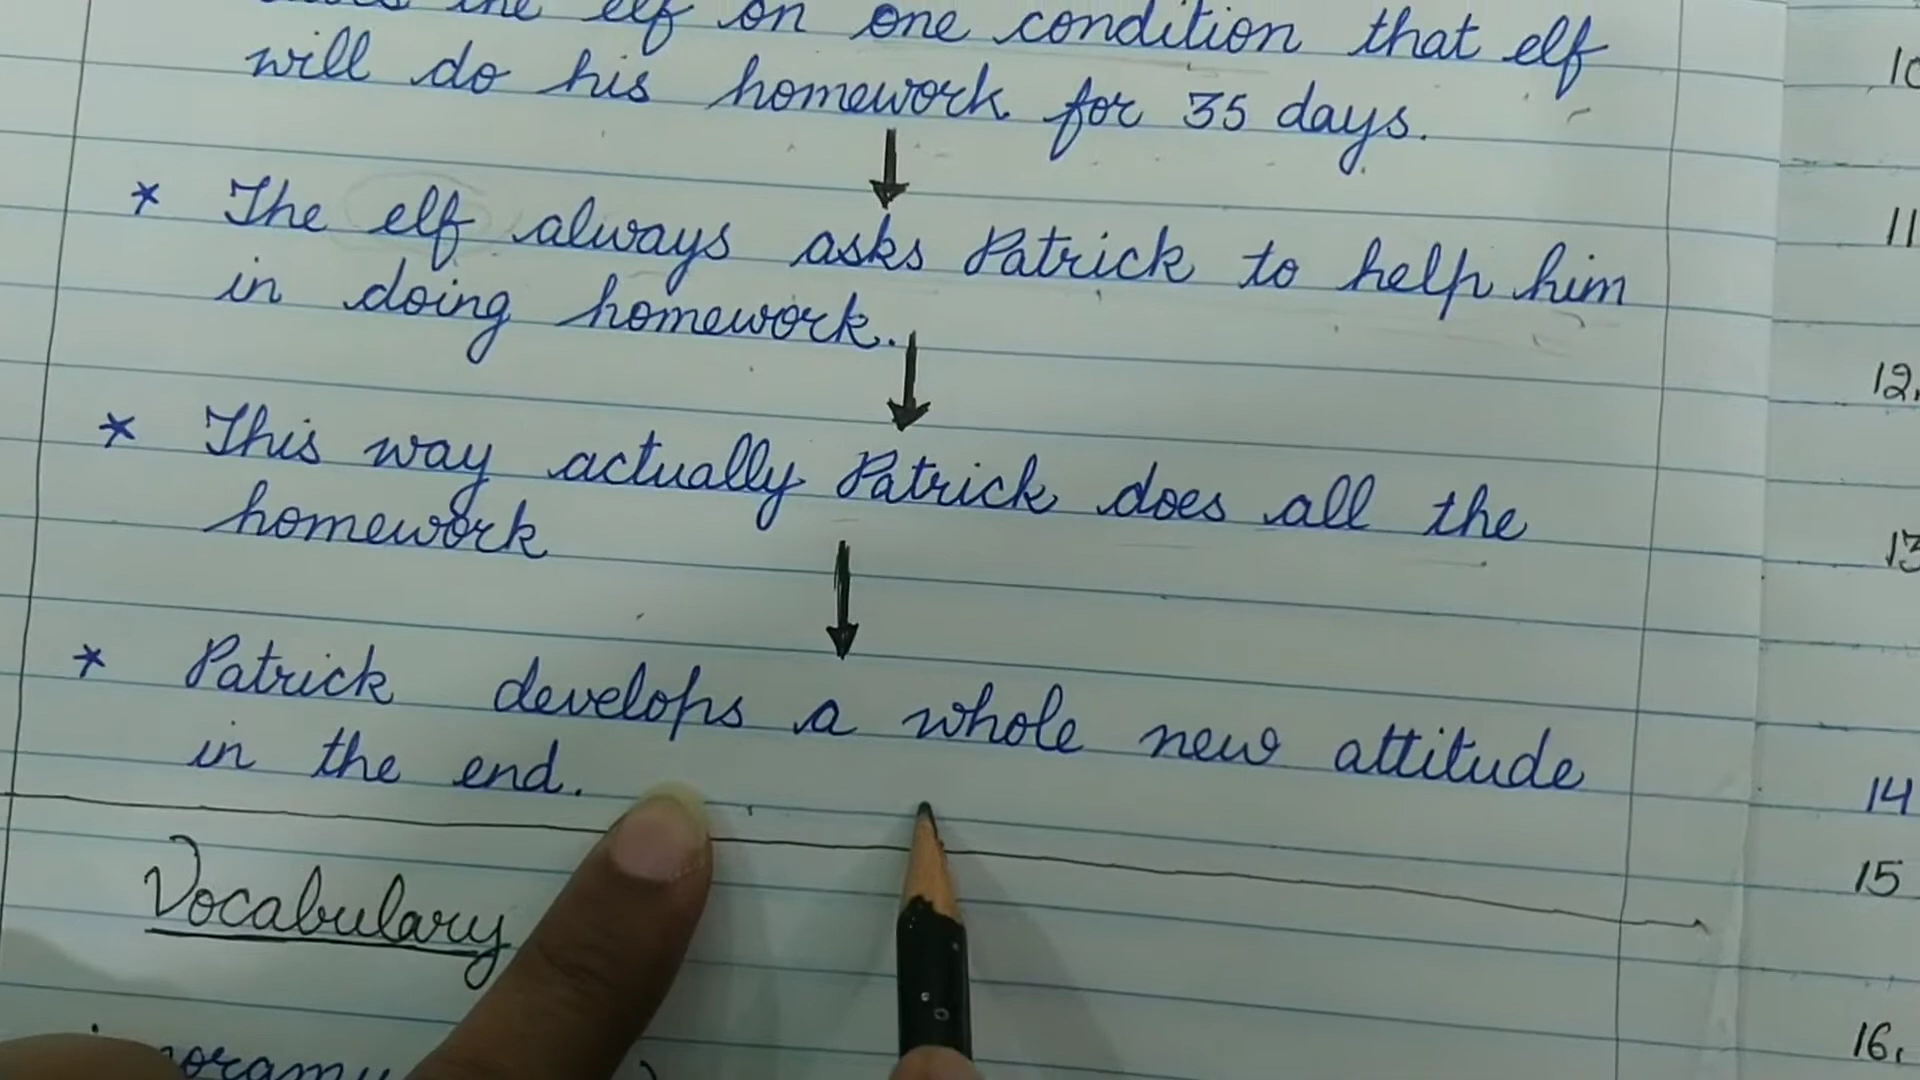 the elf on one condition that elf
will do his homework for 35 days.
* The elf always asks Patrick to help him
in doing homework.
* This way actually Patrick does all the
homework
* Patrick develops a whole new attitude
in the end.
Vocabulary
10
11
12.
13
14
15
16.